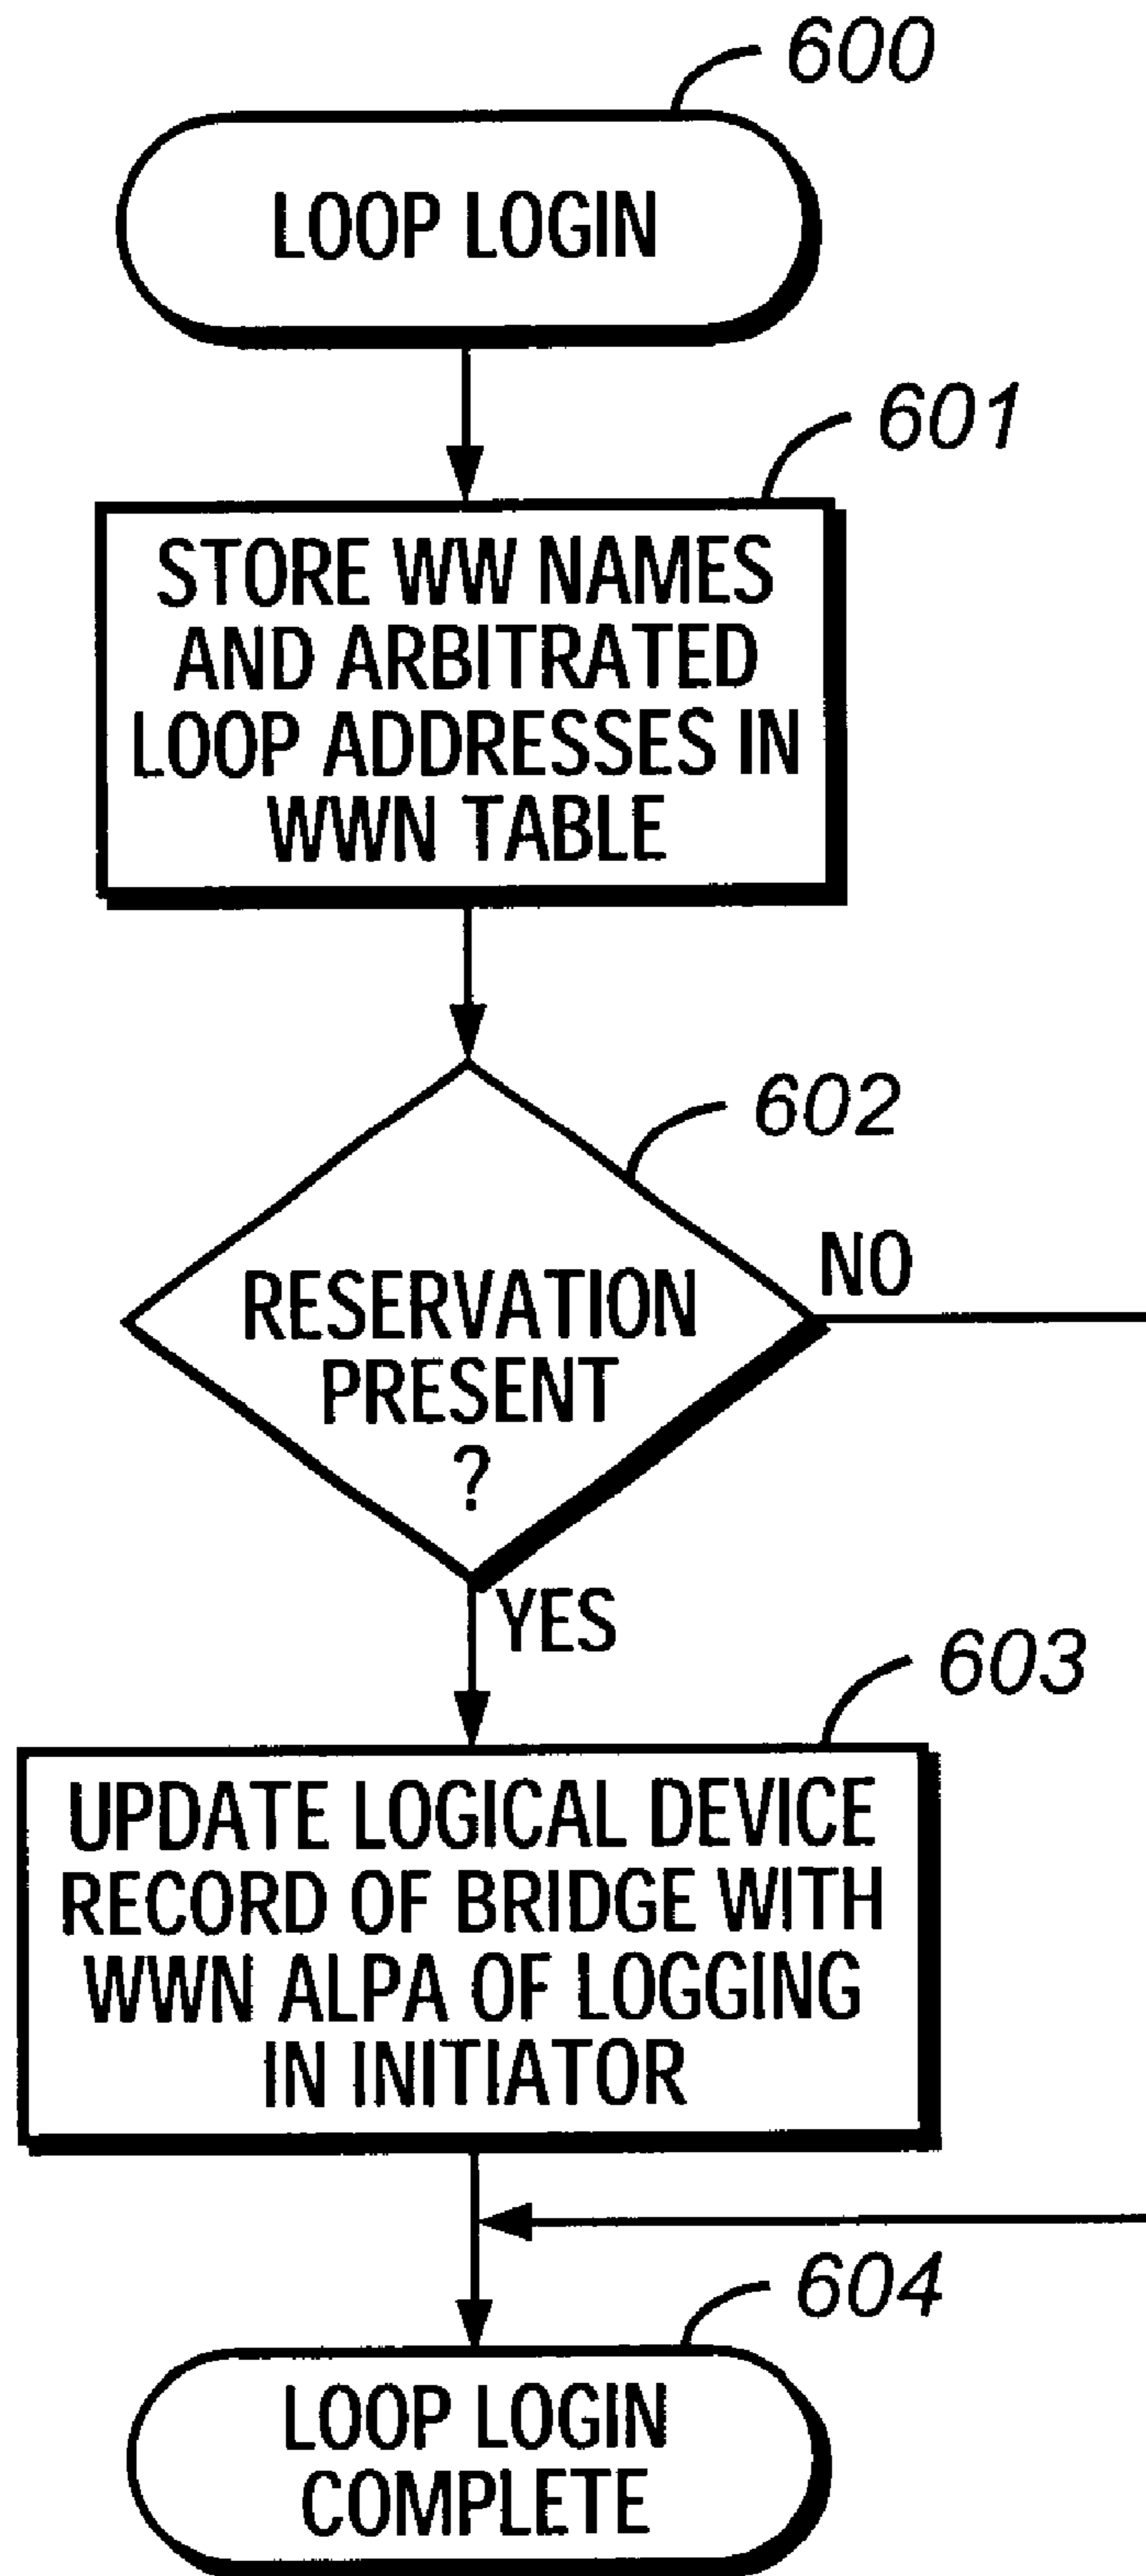 600
LOOP LOGIN
601
STORE WW NAMES
AND ARBITRATED
LOOP ADDRESSES IN
WWN TABLE
602
NO
RESERVATION
PRESENT
?
YES
603
UPDATE LOGICAL DEVICE
RECORD OF BRIDGE WITH
WWN ALPA OF LOGGING
IN INITIATOR
604
LOOP LOGIN
COMPLETE